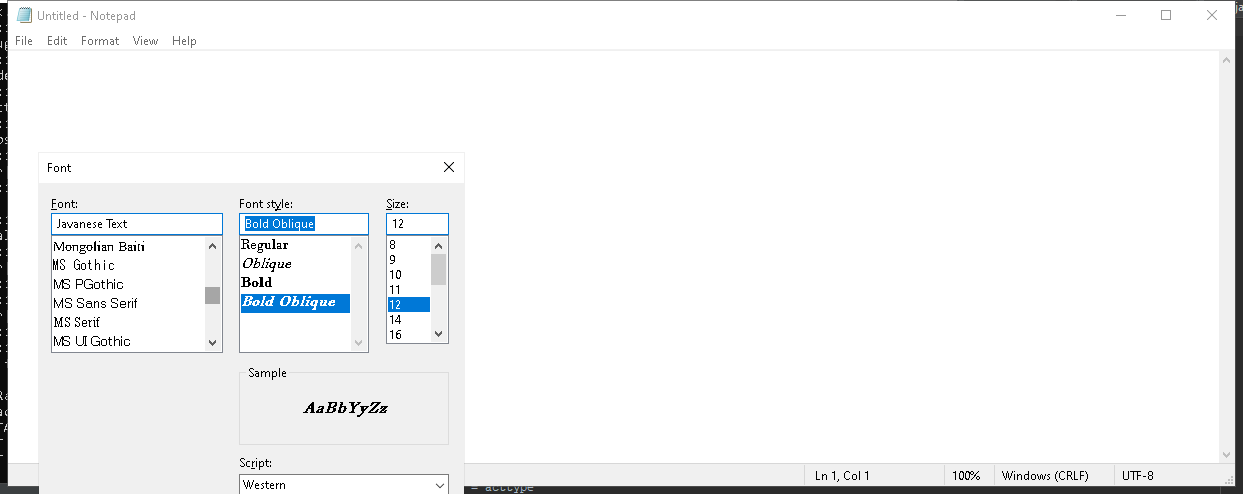 Untitled - Notepad
File Edit Format View Help
Font
Font: Font style: Size:
Javanese Text Bold Oblique 12
Mongolian Baiti
MS Gothic
MS PGothic
MS Sans Serif
MS Serif
MS UI Gothic
Regular
Oblique
Bold
Bold Oblique
8
9
10
11
12
14
16
Sample
AaBbYyZz
Script:
Western
Ln 1, Col 1 100% Windows (CRLF) UTF-8
= acctype